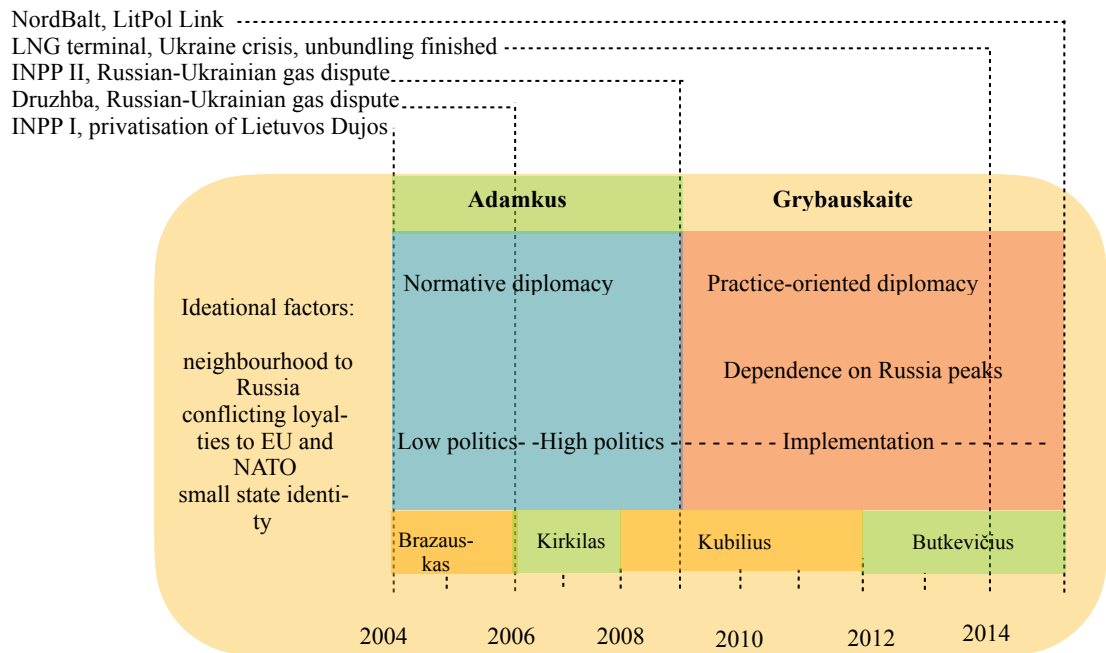 NordBalt, LitPol Link
LNG terminal, Ukraine crisis, unbundling finished
INPP II, Russian-Ukrainian gas dispute
Druzhba, Russian-Ukrainian gas dispute
INPP I, privatisation of Lietuvos Dujos
Adamkus
Grybauskaite
Normative diplomacy
Practice-oriented diplomacy
Ideational factors:
neighbourhood to
Russia
conflicting loyal-
ties to EU and
NATO
small state identi-
ty
Dependence on Russia peaks
Low politics- -High politics - - - - - - - - Implementation - - - - - - - -
Brazaus-
kas
Kirkilas
Kubilius
Butkevičius
2004
2006
2008
2010
2012
2014